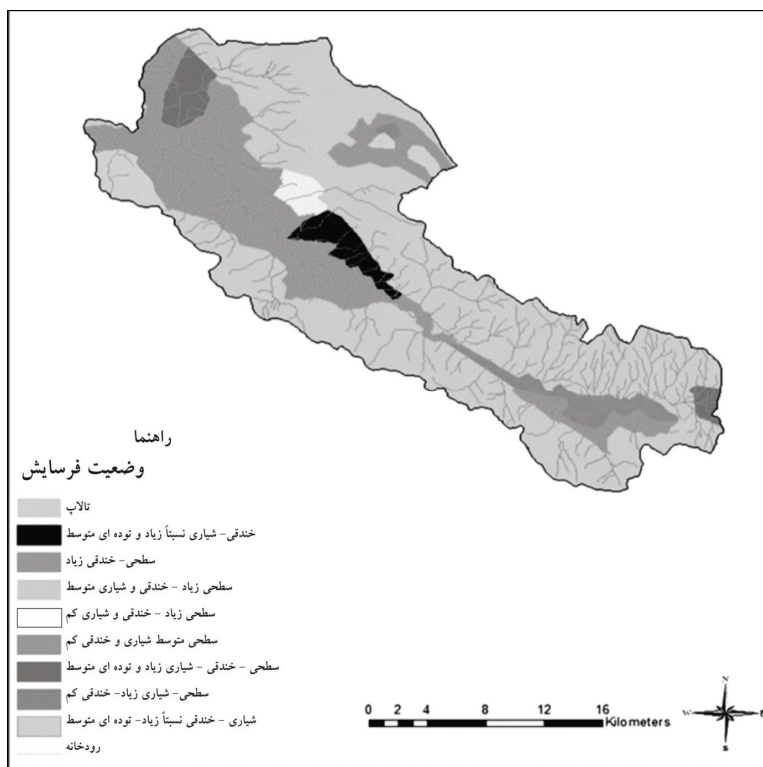 راهنما
وضعیت فرسایش
تالاپ
خندقی- شیاری نسبتاً زیاد و توده ای متوسط
سطحی- خندقی زیاد
سطحی زیاد - خندقی و شیاری متوسط
سطحی زیاد - خندقی و شیاری کم
سطحی متوسط شیاری و خندقی کم
سطحی - خندقی - شیاری زیاد و توده ای متوسط
سطحی- شیاری زیاد- خندقی کم
شیاری - خندقی نسبتاً زیاد- توده ای متوسط
رودخانه
0 2 4 8 12 16
Kilometers
N
W E
S